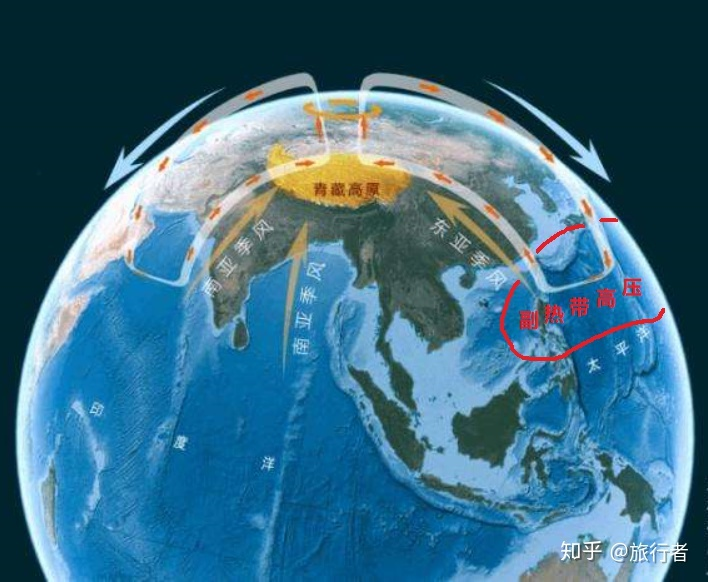 青藏高原
南亚季风
东亚季风
南亚季风
副热带高压
太平洋
印度洋
知乎 @旅行者